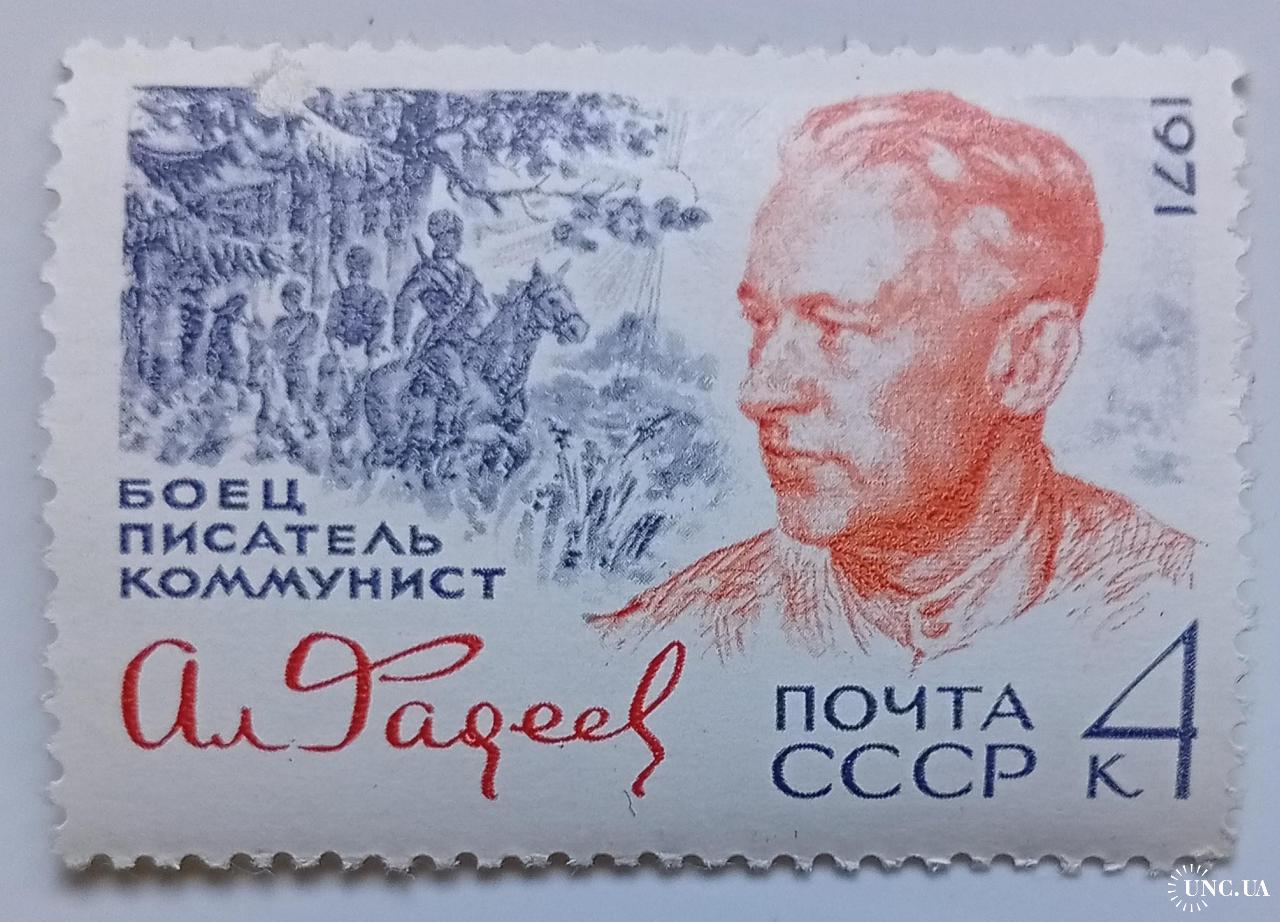 1971
БОЕЦ
ПИСАТЕЛЬ
КОММУНИСТ
Ал Фадеев
ПОЧТА
СССР
4 К
UNC.UA